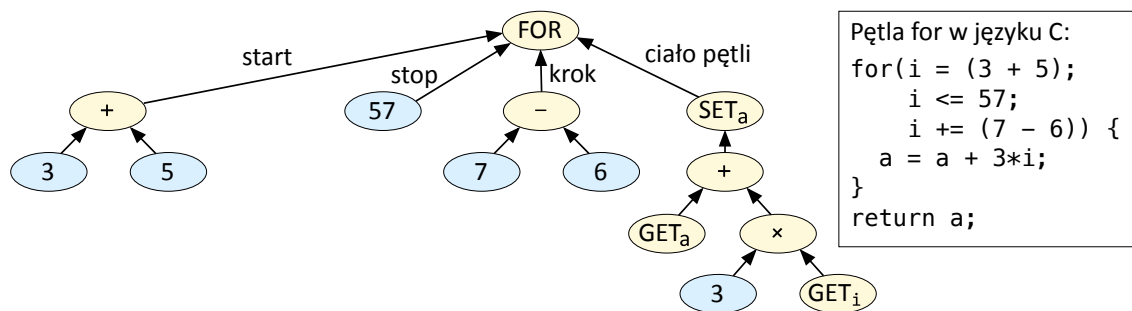 FOR
start
stop
krok
ciało pętli
+
57
−
SETa
3
5
7
6
+
GETa
×
3
GETi
Pętla for w języku C:
for(i = (3 + 5);
i <= 57;
i += (7 − 6)) {
a = a + 3*i;
}
return a;